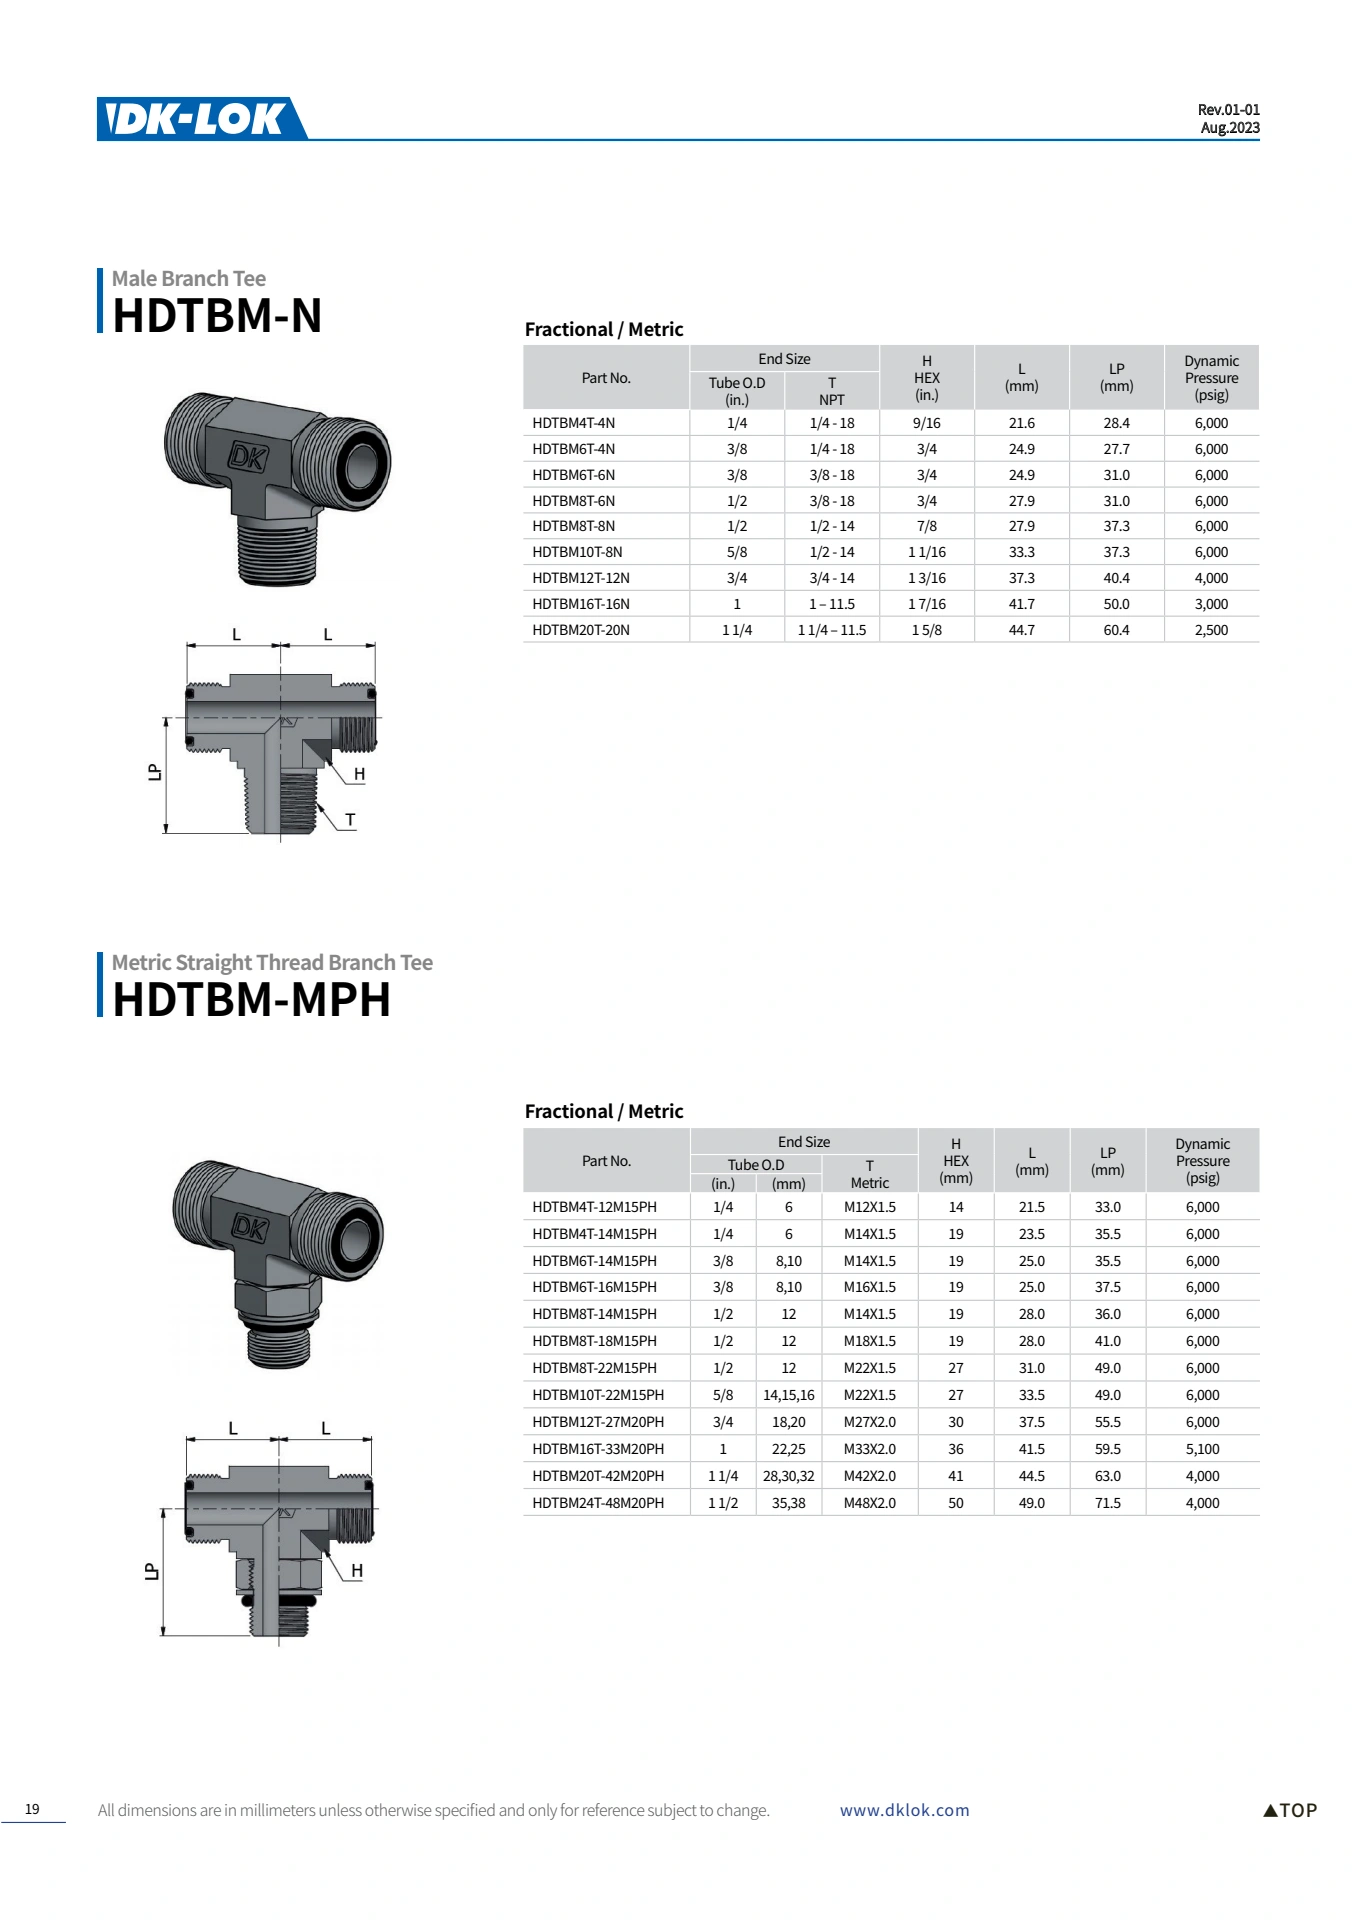 DK-LOK
Rev.01-01
Aug.2023
Male Branch Tee
HDTBM-N
Fractional / Metric
Part No. End Size H HEX (in.) L (mm) LP (mm) Dynamic Pressure (psig)
Tube O.D (in.) T NPT
HDTBM4T-4N 1/4 1/4 - 18 9/16 21.6 28.4 6,000
HDTBM6T-4N 3/8 1/4 - 18 3/4 24.9 27.7 6,000
HDTBM6T-6N 3/8 3/8 - 18 3/4 24.9 31.0 6,000
HDTBM8T-6N 1/2 3/8 - 18 3/4 27.9 31.0 6,000
HDTBM8T-8N 1/2 1/2 - 14 7/8 27.9 37.3 6,000
HDTBM10T-8N 5/8 1/2 - 14 1 1/16 33.3 37.3 6,000
HDTBM12T-12N 3/4 3/4 - 14 1 3/16 37.3 40.4 4,000
HDTBM16T-16N 1 1 – 11.5 1 7/16 41.7 50.0 3,000
HDTBM20T-20N 1 1/4 1 1/4 – 11.5 1 5/8 44.7 60.4 2,500
DK
L L
LP
H
T
Metric Straight Thread Branch Tee
HDTBM-MPH
Fractional / Metric
Part No. End Size H HEX (mm) L (mm) LP (mm) Dynamic Pressure (psig)
Tube O.D T Metric
(in.) (mm)
HDTBM4T-12M15PH 1/4 6 M12X1.5 14 21.5 33.0 6,000
HDTBM4T-14M15PH 1/4 6 M14X1.5 19 23.5 35.5 6,000
HDTBM6T-14M15PH 3/8 8,10 M14X1.5 19 25.0 35.5 6,000
HDTBM6T-16M15PH 3/8 8,10 M16X1.5 19 25.0 37.5 6,000
HDTBM8T-14M15PH 1/2 12 M14X1.5 19 28.0 36.0 6,000
HDTBM8T-18M15PH 1/2 12 M18X1.5 19 28.0 41.0 6,000
HDTBM8T-22M15PH 1/2 12 M22X1.5 27 31.0 49.0 6,000
HDTBM10T-22M15PH 5/8 14,15,16 M22X1.5 27 33.5 49.0 6,000
HDTBM12T-27M20PH 3/4 18,20 M27X2.0 30 37.5 55.5 6,000
HDTBM16T-33M20PH 1 22,25 M33X2.0 36 41.5 59.5 5,100
HDTBM20T-42M20PH 1 1/4 28,30,32 M42X2.0 41 44.5 63.0 4,000
HDTBM24T-48M20PH 1 1/2 35,38 M48X2.0 50 49.0 71.5 4,000
DK
L L
LP
H
19 All dimensions are in millimeters unless otherwise specified and only for reference subject to change. www.dklok.com ▲TOP